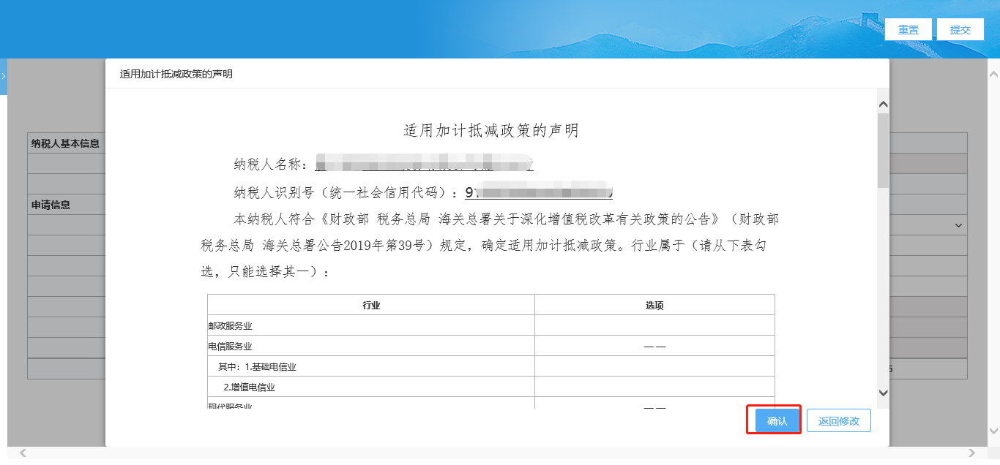 重置 提交
适用加计抵减政策的声明
适用加计抵减政策的声明
纳税人名称：
纳税人识别号（统一社会信用代码）：91
本纳税人符合《财政部 税务总局 海关总署关于深化增值税改革有关政策的公告》（财政部
税务总局 海关总署公告2019年第39号）规定，确定适用加计抵减政策。行业属于（请从下表勾
选，只能选择其一）：
纳税人基本信息
申请信息
行业 选项
邮政服务业
电信服务业 — —
其中：1.基础电信业
2.增值电信业
现代服务业 — —
确认 返回修改